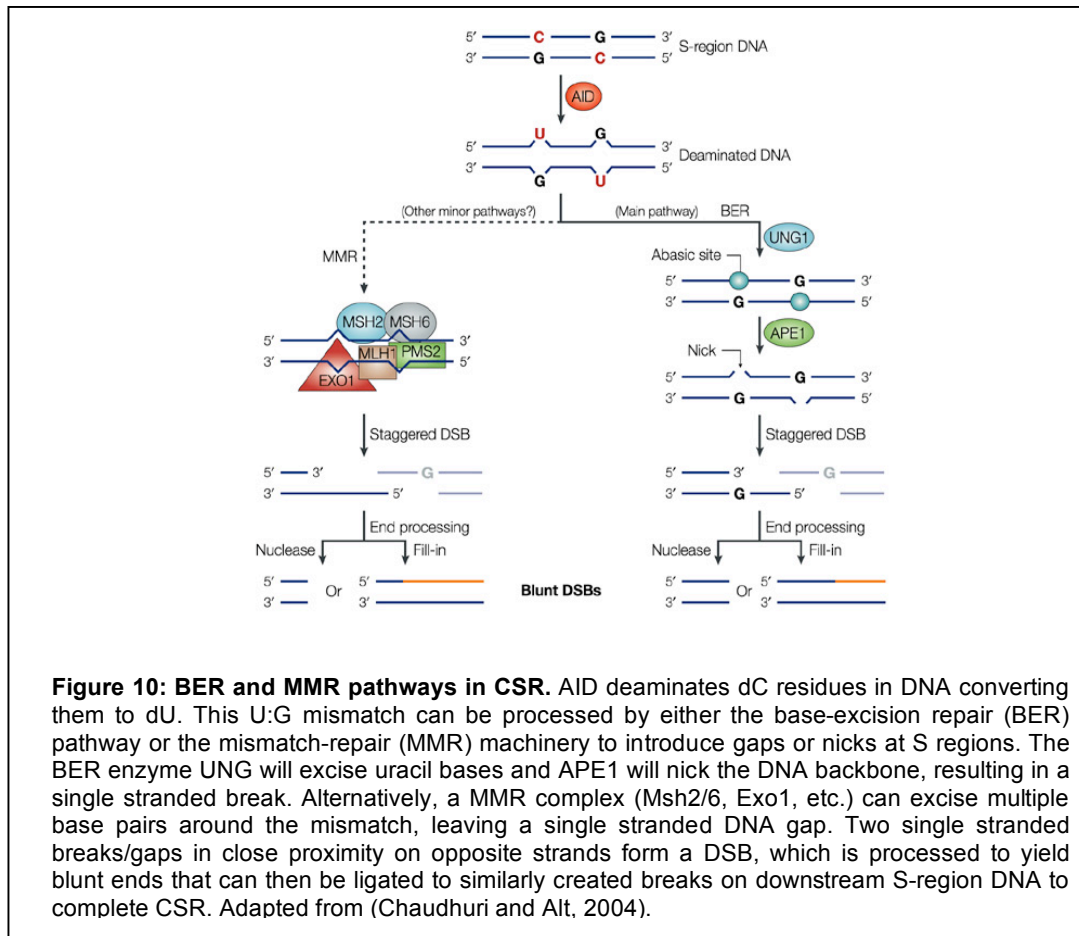 5′ C G 3′
S-region DNA
3′ G C 5′
AID
U G
5′ 3′
Deaminated DNA
3′ 5′
G U
(Other minor pathways?) (Main pathway) BER
UNG1
MMR
Abasic site
5′ G 3′
3′ G 5′
MSH2 MSH6
5′ 3′
APE1
MLH1 PMS2
3′ 5′
EXO1
Nick
5′ G 3′
3′ G 5′
Staggered DSB Staggered DSB
5′ 3′ G 5′ 3′ G
3′ 5′ 3′ G 5′
End processing End processing
Nuclease Fill-in Nuclease Fill-in
5′ 5′ 5′ 5′
Or Blunt DSBs Or
3′ 3′ 3′ 3′
Figure 10: BER and MMR pathways in CSR. AID deaminates dC residues in DNA converting
them to dU. This U:G mismatch can be processed by either the base-excision repair (BER)
pathway or the mismatch-repair (MMR) machinery to introduce gaps or nicks at S regions. The
BER enzyme UNG will excise uracil bases and APE1 will nick the DNA backbone, resulting in a
single stranded break. Alternatively, a MMR complex (Msh2/6, Exo1, etc.) can excise multiple
base pairs around the mismatch, leaving a single stranded DNA gap. Two single stranded
breaks/gaps in close proximity on opposite strands form a DSB, which is processed to yield
blunt ends that can then be ligated to similarly created breaks on downstream S-region DNA to
complete CSR. Adapted from (Chaudhuri and Alt, 2004).